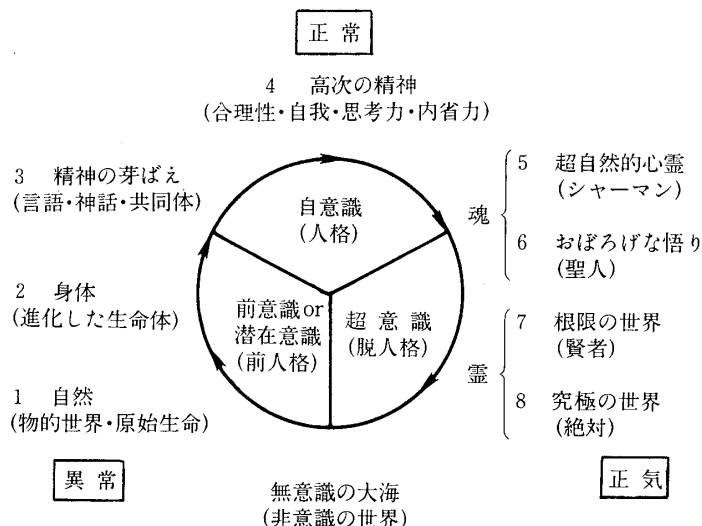 正常
4 高次の精神
(合理性・自我・思考力・内省力)
3 精神の芽ばえ
(言語・神話・共同体)
2 身体
(進化した生命体)
1 自然
(物的世界・原始生命)
自意識
(人格)
前意識or
潜在意識
(前人格)
超意識
(脱人格)
魂
5 超自然的心霊
(シャーマン)
6 おぼろげな悟り
(聖人)
霊
7 根限の世界
(賢者)
8 究極の世界
(絶対)
異常
正気
無意識の大海
(非意識の世界)